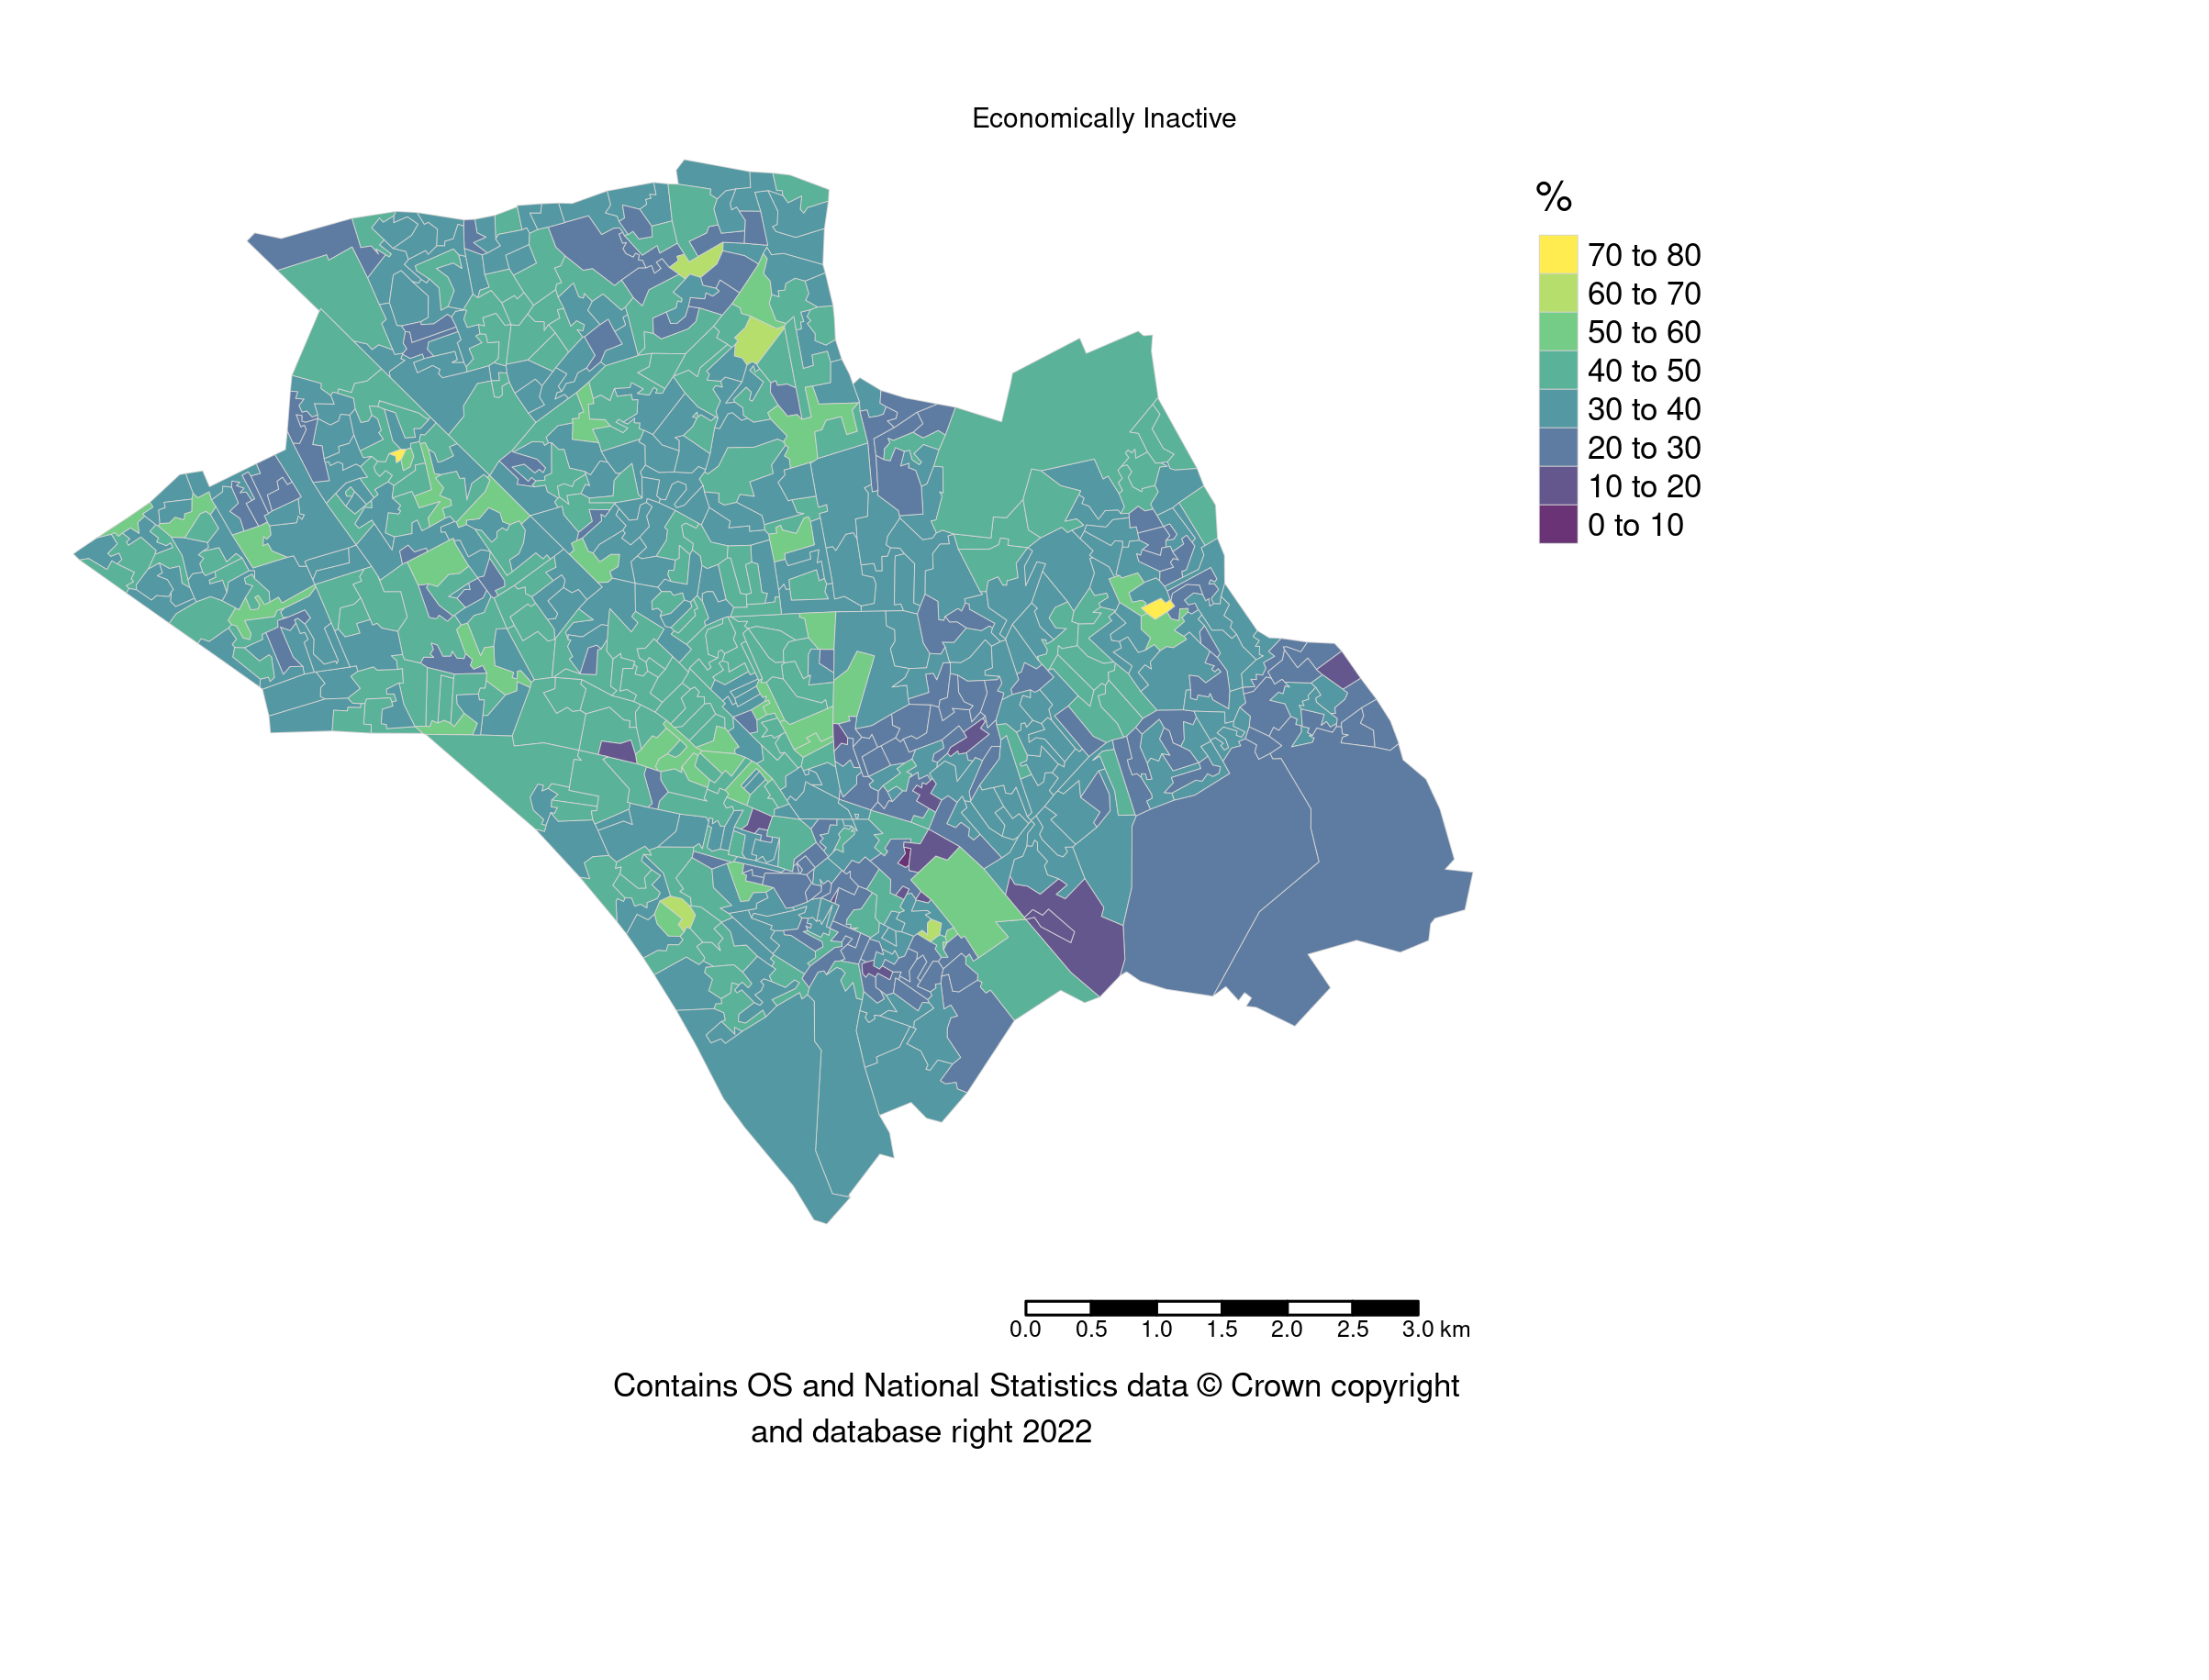 Economically Inactive
%
70 to 80
60 to 70
50 to 60
40 to 50
30 to 40
20 to 30
10 to 20
0 to 10
0.0 0.5 1.0 1.5 2.0 2.5 3.0 km
Contains OS and National Statistics data © Crown copyright
and database right 2022